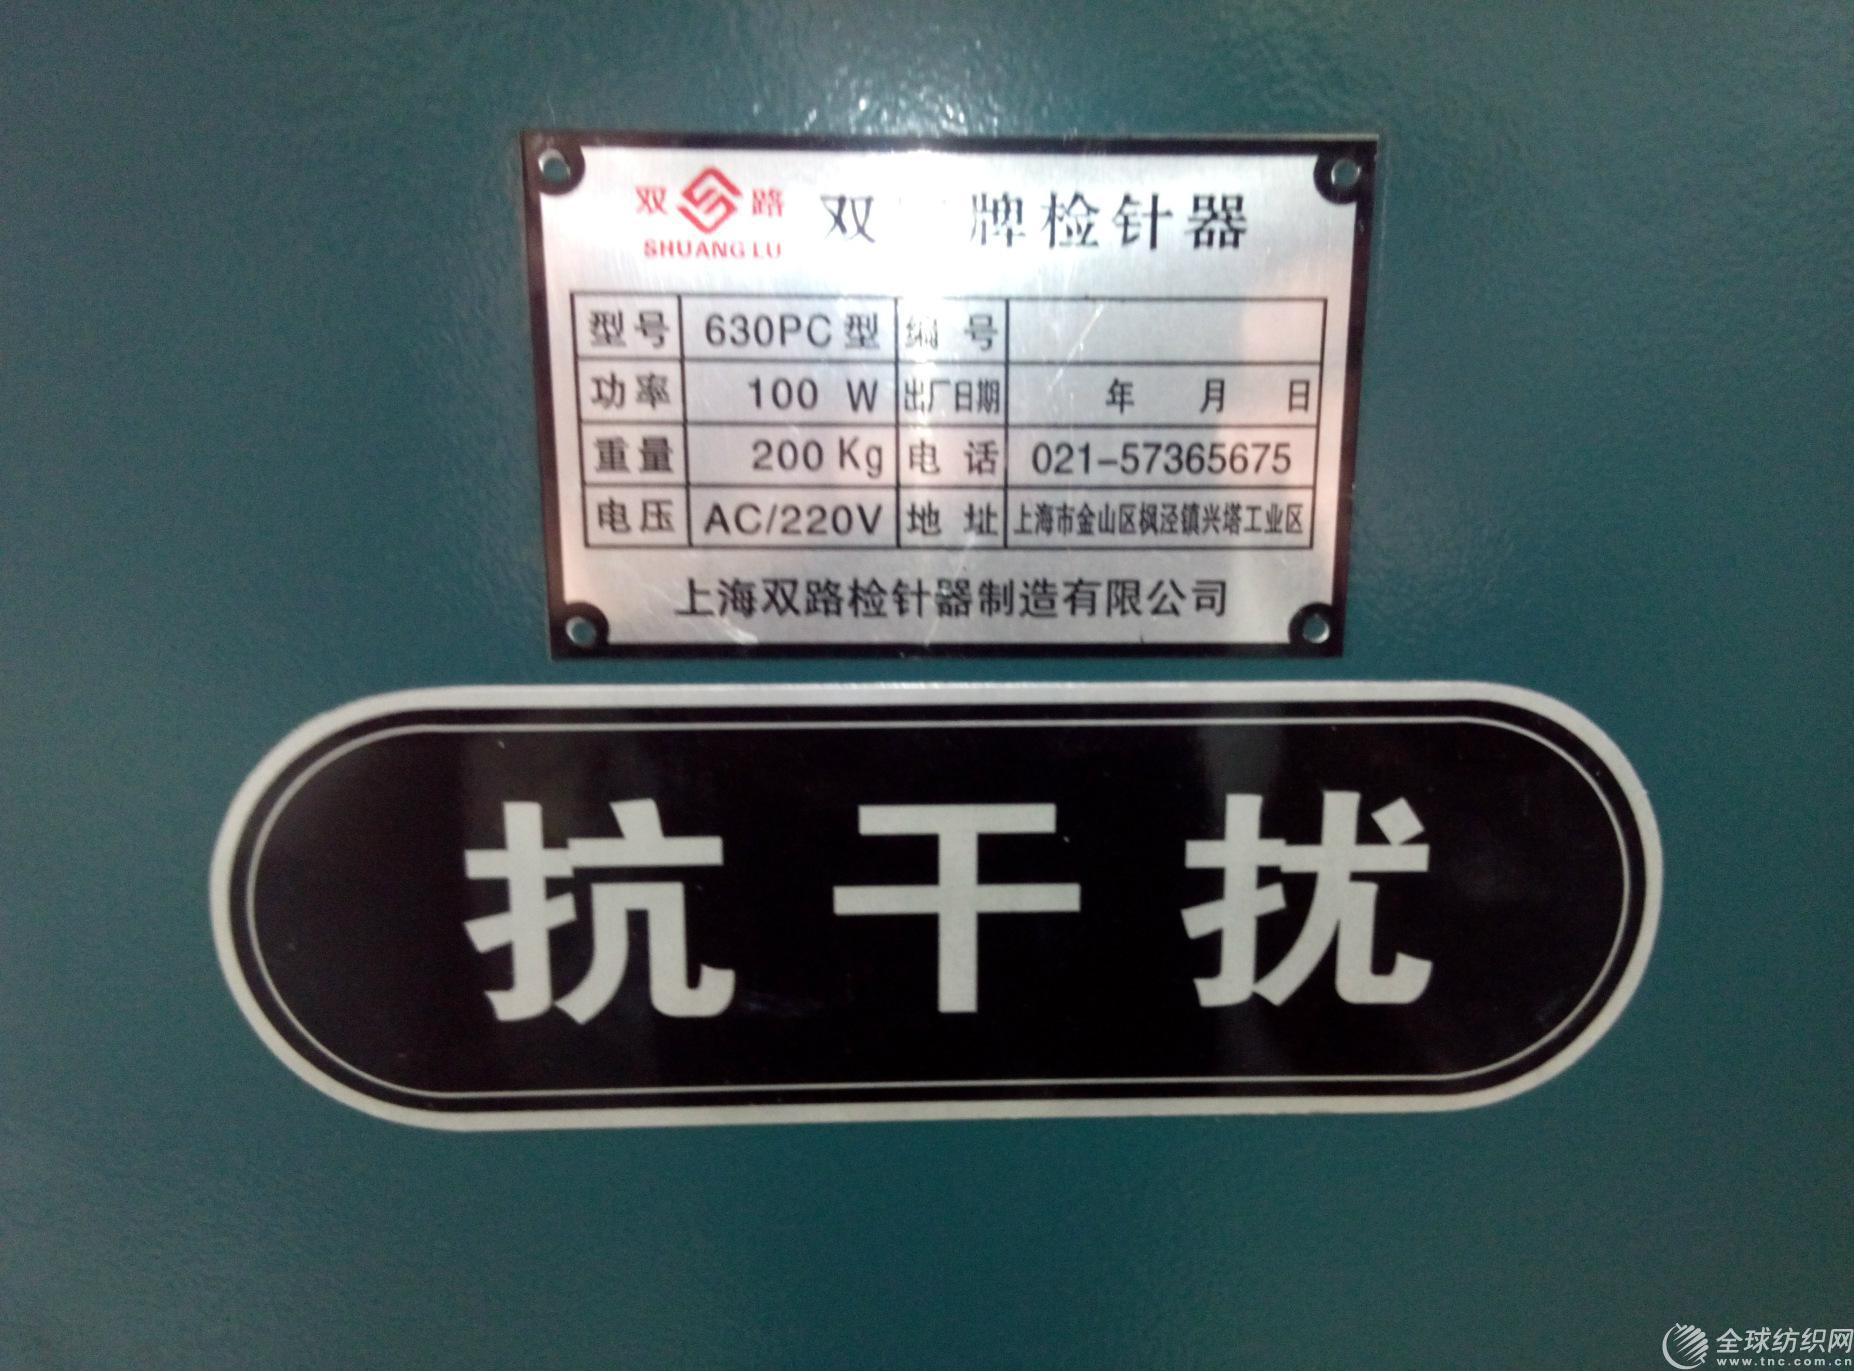 双路 双 牌检针器
SHUANG LU
型号 630PC型 编号
功率 100 W 出厂日期 年 月 日
重量 200 Kg 电话 021-57365675
电压 AC/220V 地址 上海市金山区枫泾镇兴塔工业区
上海双路检针器制造有限公司
抗干扰
全球纺织网
www.tnc.com.cn